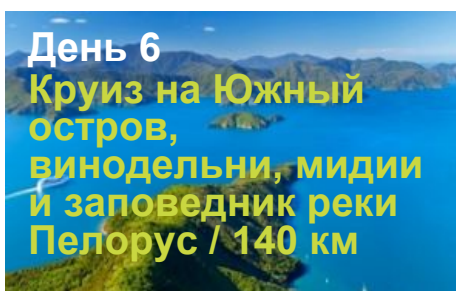 День 6
Круиз на Южный
остров,
винодельни, мидии
и заповедник реки
Пелорус / 140 км